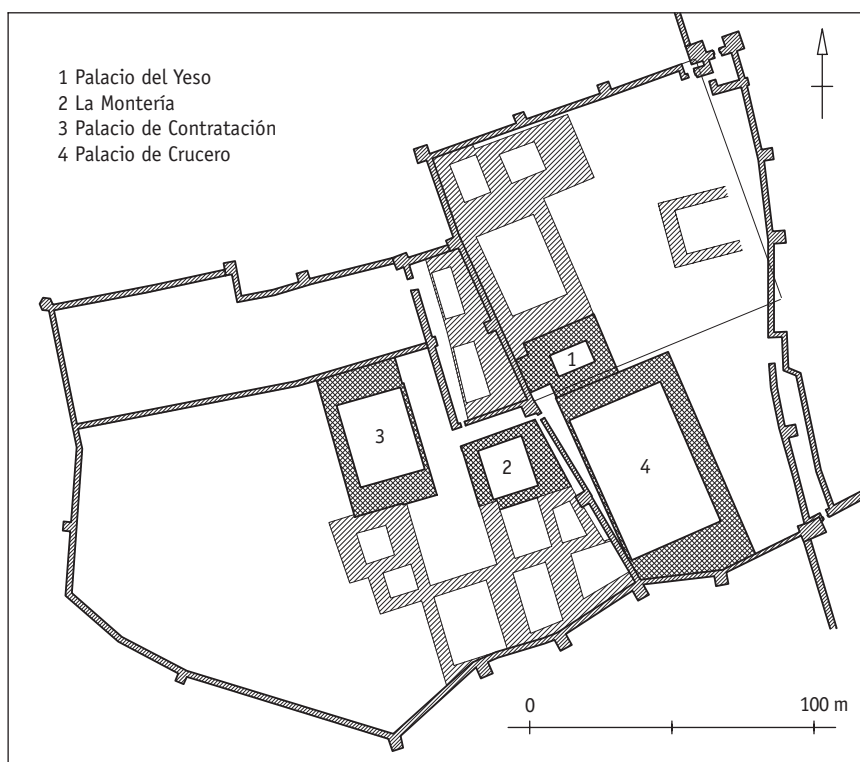 1 Palacio del Yeso
2 La Montería
3 Palacio de Contratación
4 Palacio de Crucero
1
3
2
4
0 100 m